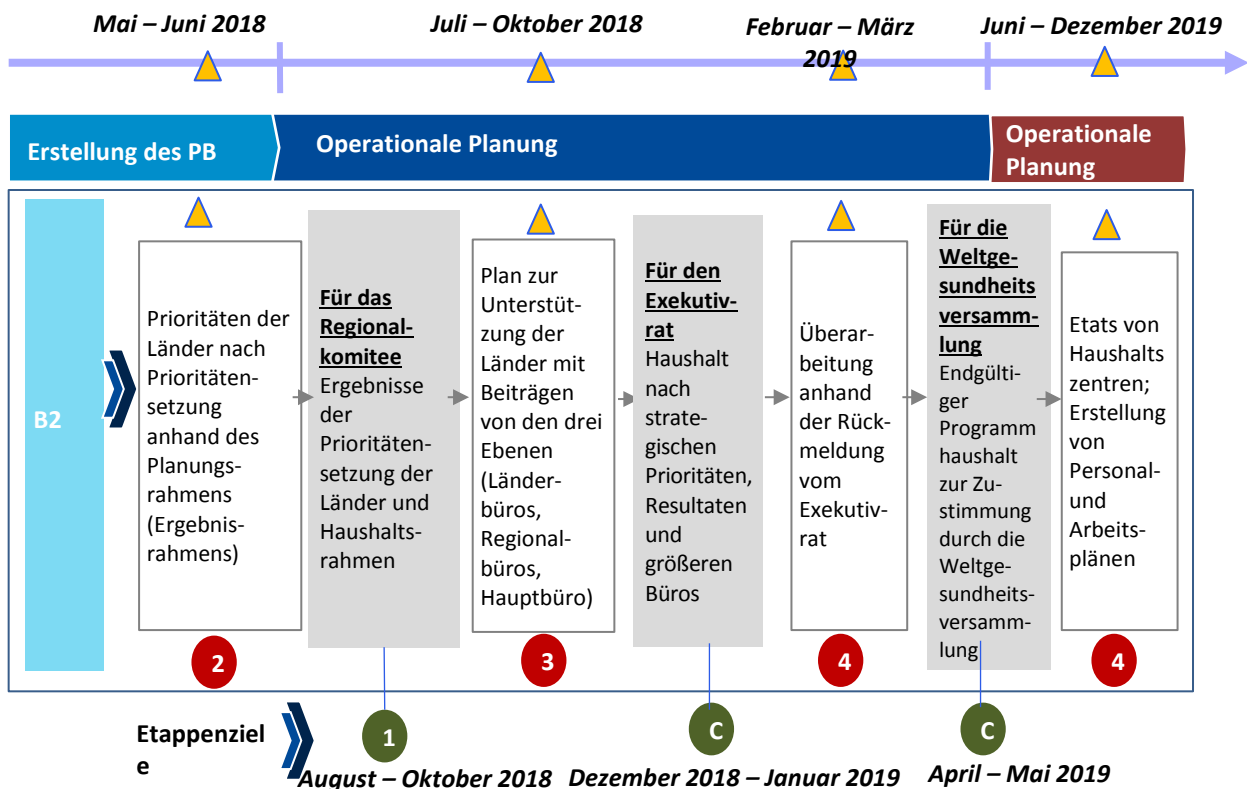 Mai – Juni 2018
Juli – Oktober 2018
Februar – März
2019
Juni – Dezember 2019
Erstellung des PB
Operationale Planung
Operationale
Planung
B2
Prioritäten der
Länder nach
Prioritäten-
setzung
anhand des
Planungs-
rahmens
(Ergebnis-
rahmens)
2
Für das
Regional-
komitee
Ergebnisse
der
Prioritäten-
setzung der
Länder und
Haushalts-
rahmen
Plan zur
Unterstüt-
zung der
Länder mit
Beiträgen
von den drei
Ebenen
(Länder-
büros,
Regional-
büros,
Hauptbüro)
3
Für den
Exekutiv-
rat
Haushalt
nach
strate-
gischen
Prioritäten,
Resultaten
und
größeren
Büros
Überar-
beitung
anhand
der Rück-
meldung
vom
Exekutiv-
rat
4
Für die
Weltge-
sundheits
versamm-
lung
Endgülti-
ger
Programm
haushalt
zur Zu-
stimmung
durch die
Weltge-
sundheits-
versamm-
lung
Etats von
Haushalts
zentren;
Erstellung
von
Personal-
und
Arbeits-
plänen
4
Etappenziel
e
1
C
C
August – Oktober 2018
Dezember 2018 – Januar 2019
April – Mai 2019